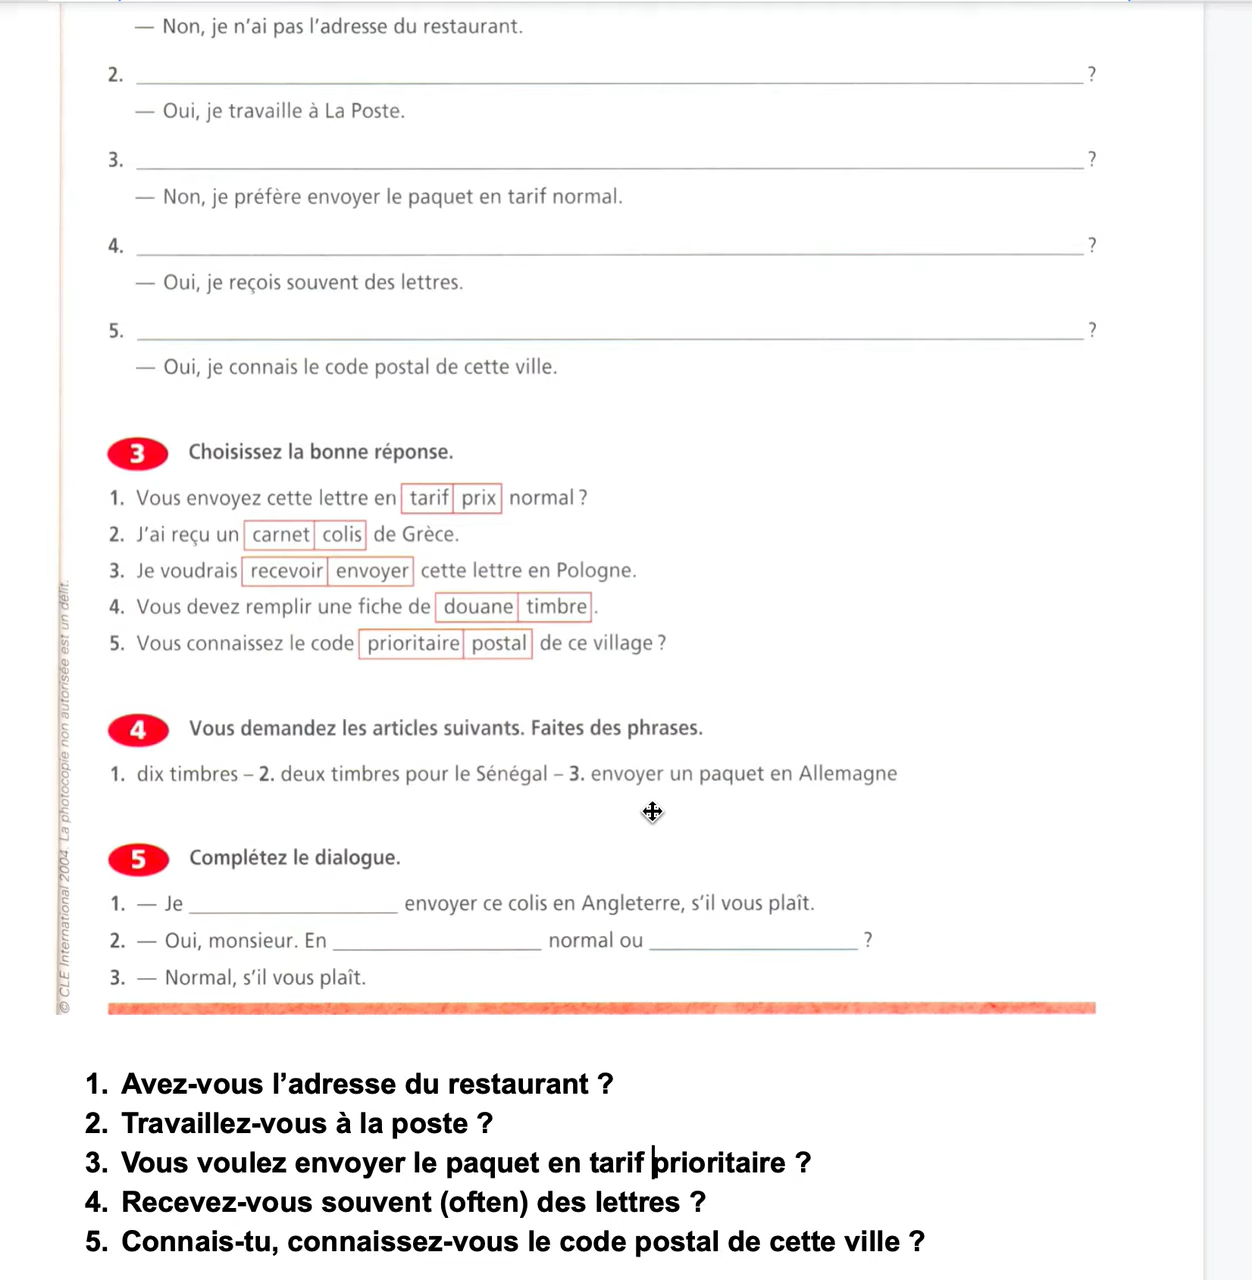 — Non, je n'ai pas l'adresse du restaurant.
2. ______ ?
— Oui, je travaille à La Poste.
3. ______ ?
— Non, je préfère envoyer le paquet en tarif normal.
4. ______ ?
— Oui, je reçois souvent des lettres.
5. ______ ?
— Oui, je connais le code postal de cette ville.
3 Choisissez la bonne réponse.
1. Vous envoyez cette lettre en tarif prix normal ?
2. J'ai reçu un carnet colis de Grèce.
3. Je voudrais recevoir envoyer cette lettre en Pologne.
4. Vous devez remplir une fiche de douane timbre .
5. Vous connaissez le code prioritaire postal de ce village ?
4 Vous demandez les articles suivants. Faites des phrases.
1. dix timbres – 2. deux timbres pour le Sénégal – 3. envoyer un paquet en Allemagne
5 Complétez le dialogue.
1. — Je ______ envoyer ce colis en Angleterre, s'il vous plaît.
2. — Oui, monsieur. En ______ normal ou ______ ?
3. — Normal, s'il vous plaît.
© CLE International 2004. La photocopie non autorisée est un délit.
1. Avez-vous l'adresse du restaurant ?
2. Travaillez-vous à la poste ?
3. Vous voulez envoyer le paquet en tarif prioritaire ?
4. Recevez-vous souvent (often) des lettres ?
5. Connais-tu, connaissez-vous le code postal de cette ville ?